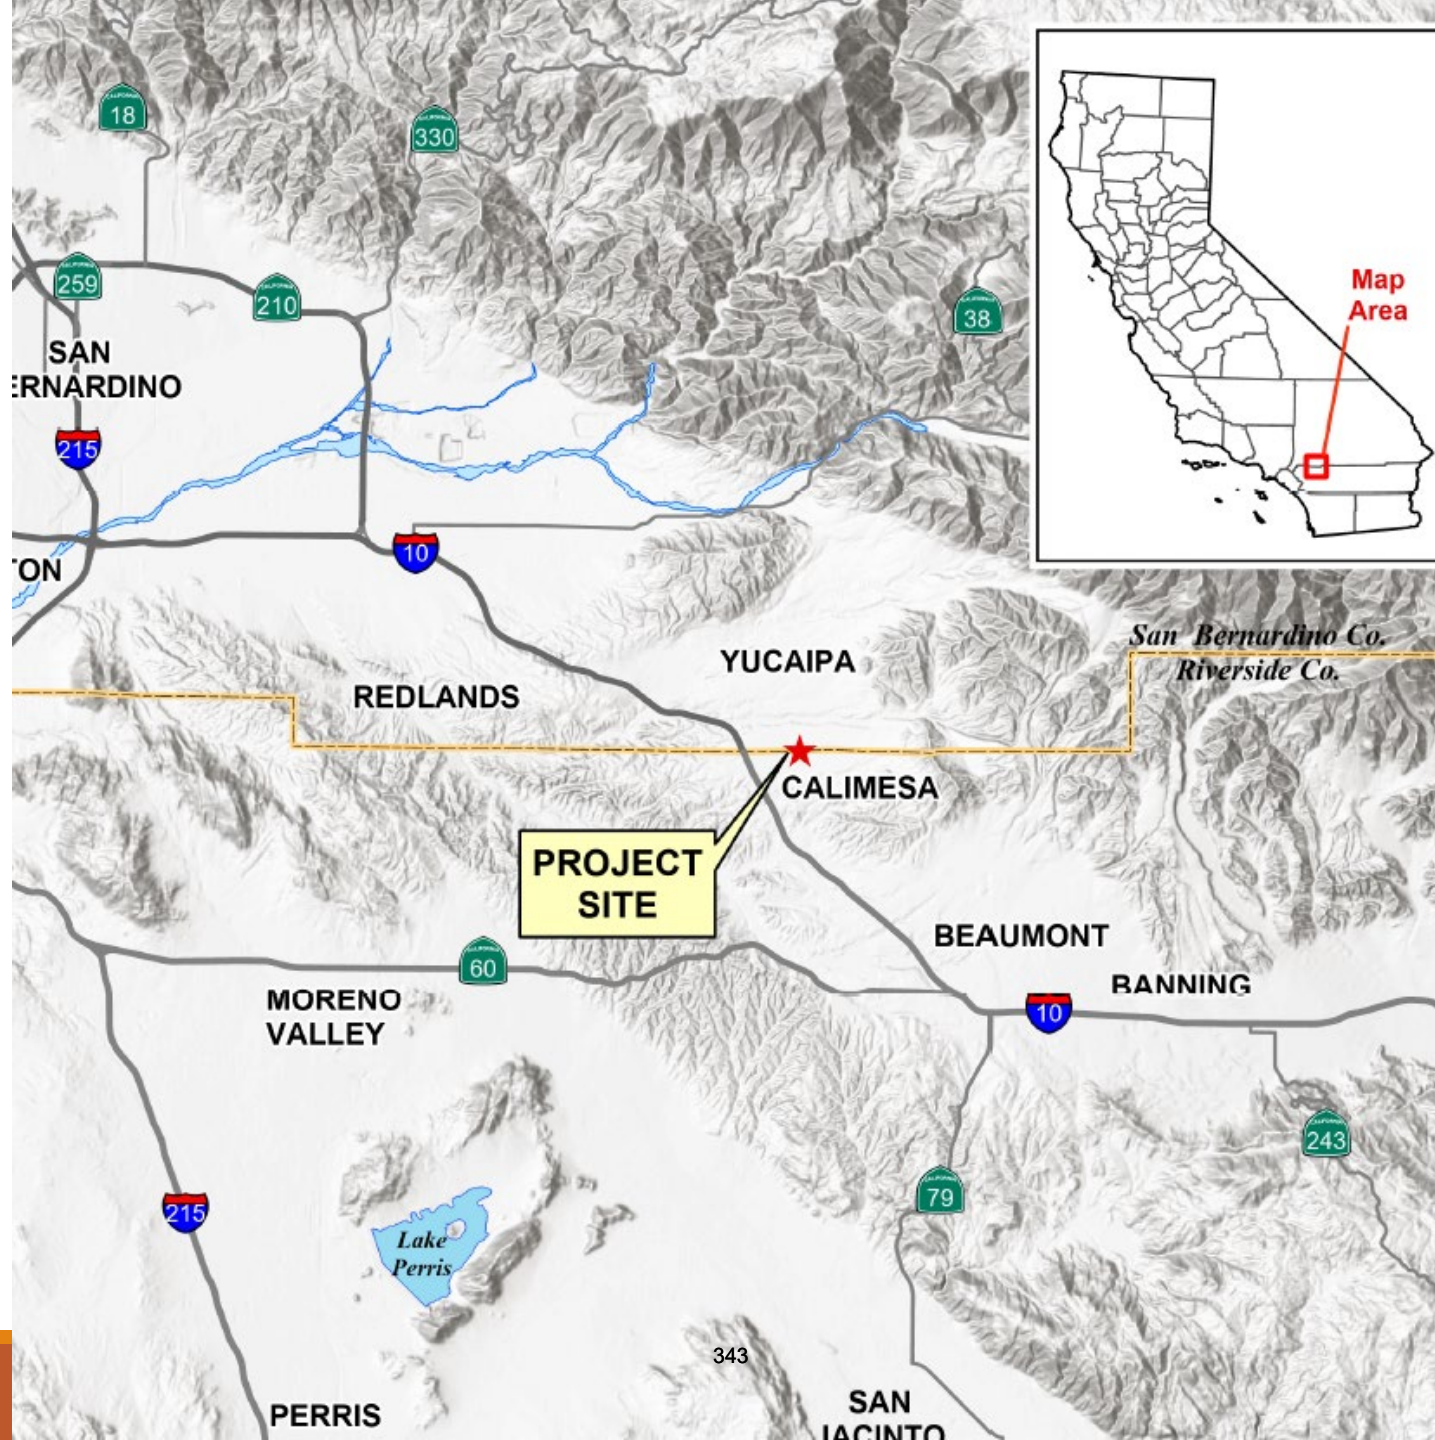 18
330
Map
Area
259
210
38
SAN
ERNARDINO
215
10
TON
San Bernardino Co.
Riverside Co.
YUCAIPA
REDLANDS
CALIMESA
PROJECT
SITE
BEAUMONT
60
BANNING
MORENO
VALLEY
10
243
79
215
Lake
Perris
343
PERRIS
SAN
JACINTO